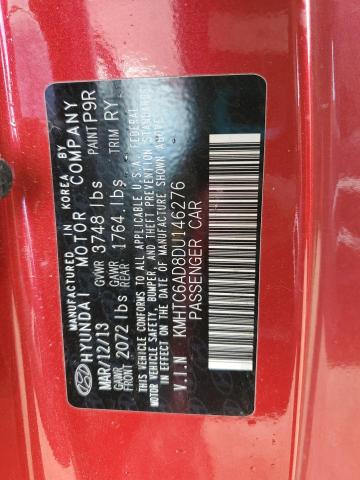 MANUFACTURED IN KOREA BY
HYUNDAI MOTOR COMPANY
MAR/12/13 GVWR 3748 lbs PAINT P9R
GAWR FRONT 2072 lbs GAWR REAR 1764 lbs TRIM RY
THIS VEHICLE CONFORMS TO ALL APPLICABLE U.S.A. FEDERAL
MOTOR VEHICLE SAFETY, BUMPER, AND THEFT PREVENTION STANDARDS
IN EFFECT ON THE DATE OF MANUFACTURE SHOWN ABOVE.
V.I.N KMHTC6AD8DU146276
PASSENGER CAR